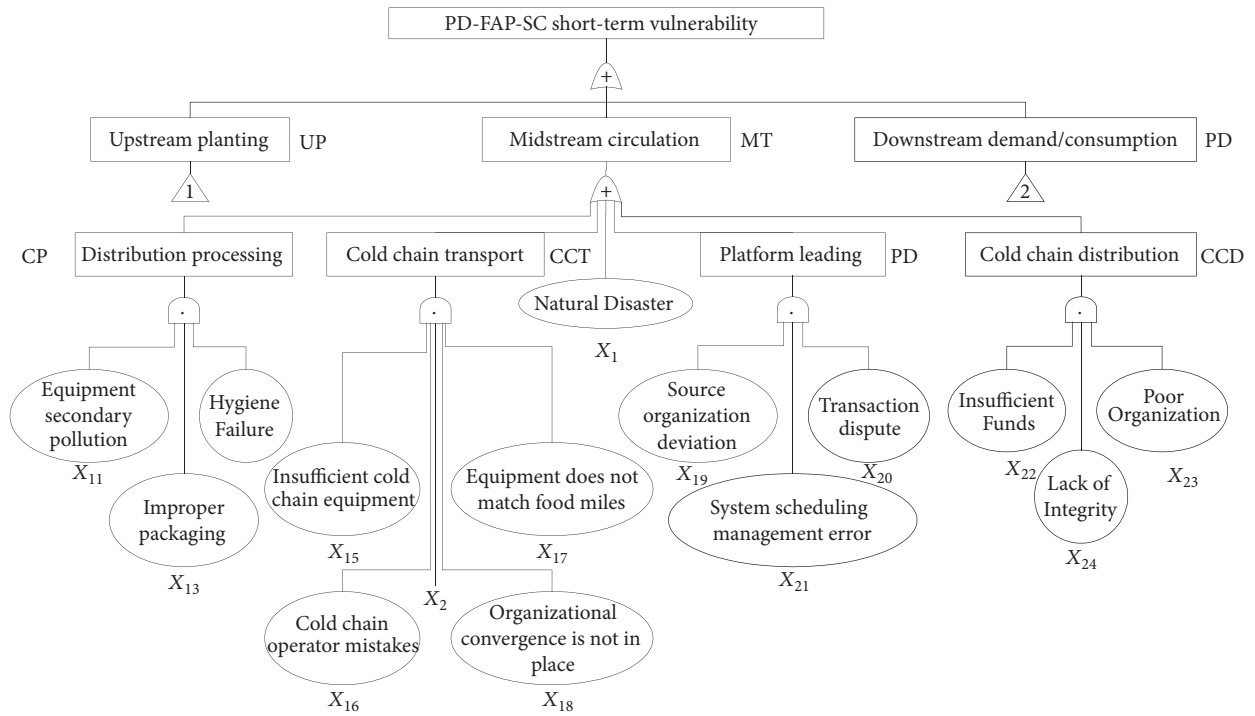 PD-FAP-SC short-term vulnerability
+
Upstream planting
UP
Midstream circulation
MT
Downstream demand/consumption
PD
1
+
2
CP
Distribution processing
Cold chain transport
CCT
Platform leading
PD
Cold chain distribution
CCD
Natural Disaster
X1
.
.
.
.
Equipment
secondary
pollution
X11
Hygiene
Failure
Improper
packaging
X13
Insufficient cold
chain equipment
X15
Equipment does not
match food miles
X17
X2
Cold chain
operator mistakes
X16
Organizational
convergence is not in
place
X18
Source
organization
deviation
X19
Transaction
dispute
X20
System scheduling
management error
X21
Insufficient
Funds
X22
Poor
Organization
X23
Lack of
Integrity
X24